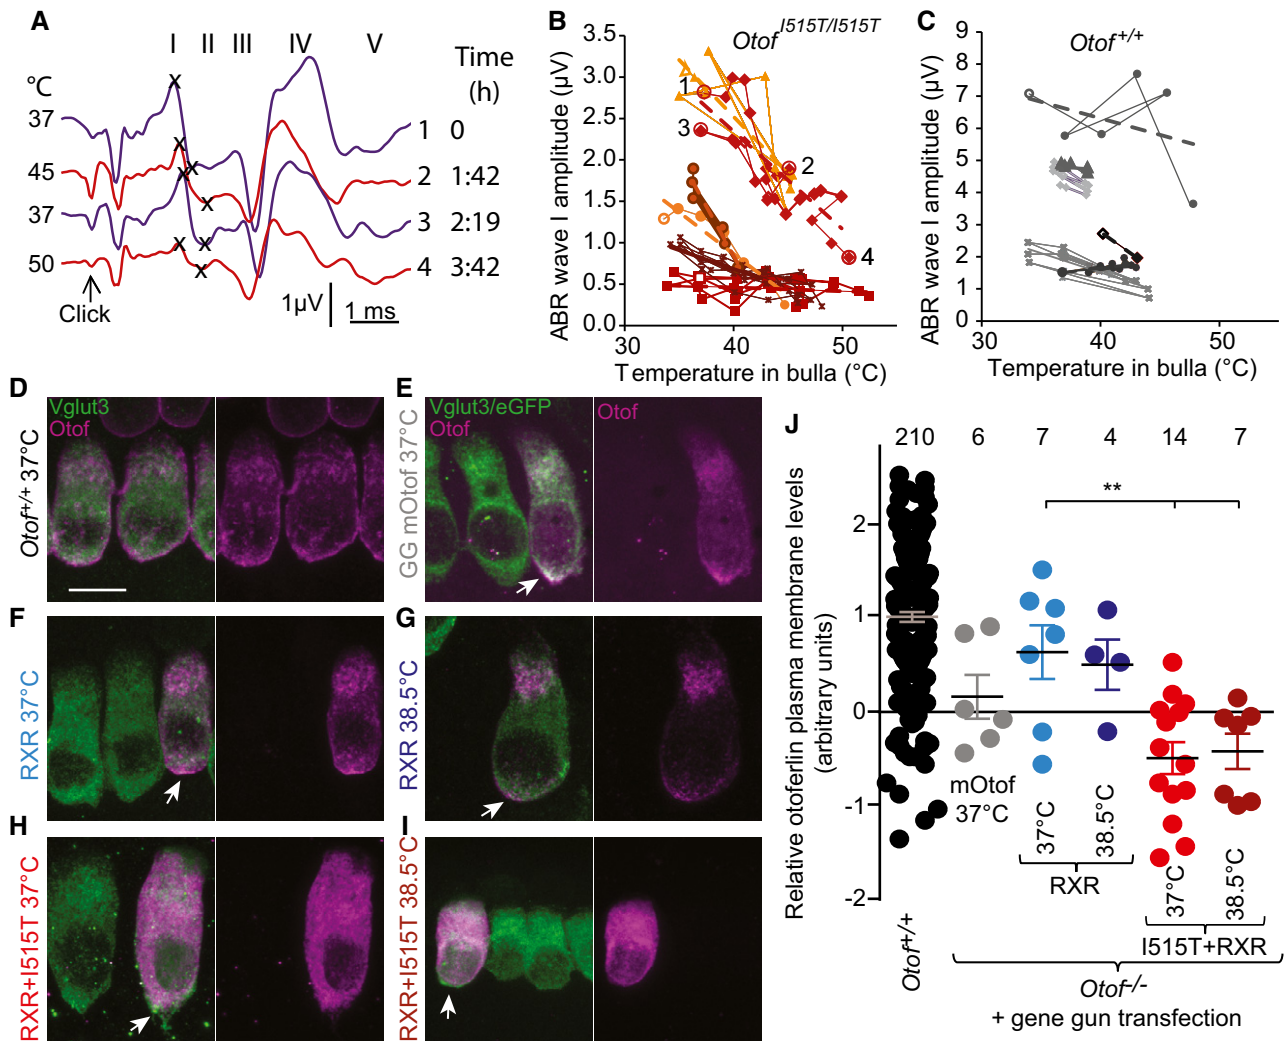 A
I II III IV V
Time
(h)
°C
37 1 0
45 2 1:42
37 3 2:19
50 4 3:42
x x x x x x x x
Click
1µV
1 ms
B
Otof I515T/I515T
ABR wave I amplitude (µV)
3.5
3.0
2.5
2.0
1.5
1.0
0.5
0.0
1
3
2
4
30 40 50
Temperature in bulla (°C)
C
Otof+/+
ABR wave I amplitude (µV)
9
8
7
6
5
4
3
2
1
0
30 40 50
Temperature in bulla (°C)
D
Vglut3
Otof
Otof+/+ 37°C
E
Vglut3/eGFP
Otof
Otof
GG mOtof 37°C
F
RXR 37°C
G
RXR 38.5°C
H
RXR+I515T 37°C
I
RXR+I515T 38.5°C
J
210 6 7 4 14 7
**
Relative otoferlin plasma membrane levels
(arbitrary units)
2
1
0
-1
-2
mOtof
37°C
37°C
38.5°C
RXR
37°C
38.5°C
I515T+RXR
Otof+/+
Otof-/-
+ gene gun transfection